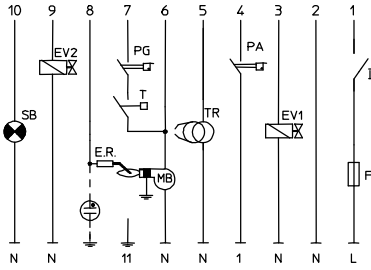 10 9 8 7 6 5 4 3 2 1
EV2 PG PA I
T
SB TR EV1
E.R. MB F
N N 11 N N 1 N N L